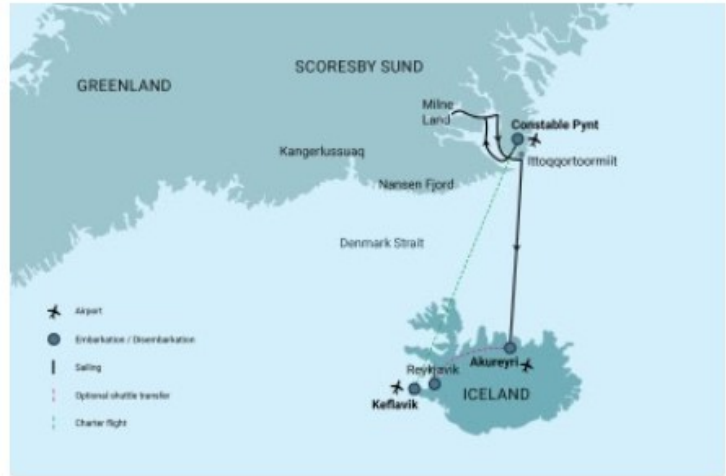 SCORESBY SUND
GREENLAND
Milne
Land
Constable Pynt
Kangerlussuaq
Ittoqqortoormiit
Nansen Fjord
Denmark Strait
Airport
Embarkation / Disembarkation
Sailing
Optional shuttle transfer
Charter flight
Akureyri
Reykjavik
ICELAND
Keflavik